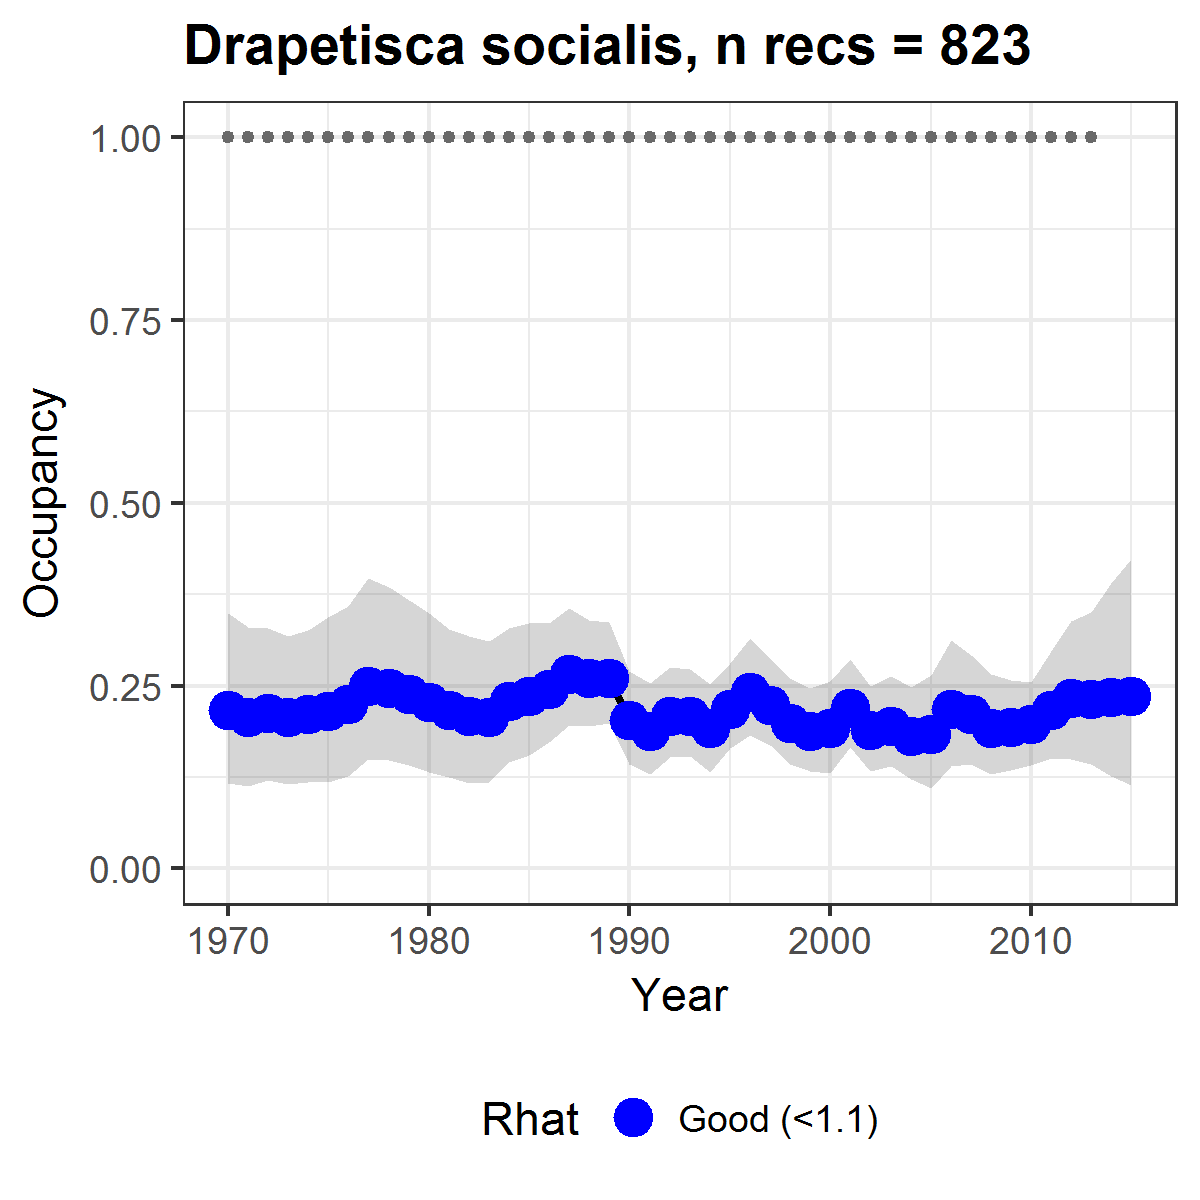 Drapetisca socialis, n recs = 823
1.00
0.75
0.50
0.25
0.00
Occupancy
1970 1980 1990 2000 2010
Year
Rhat Good (<1.1)